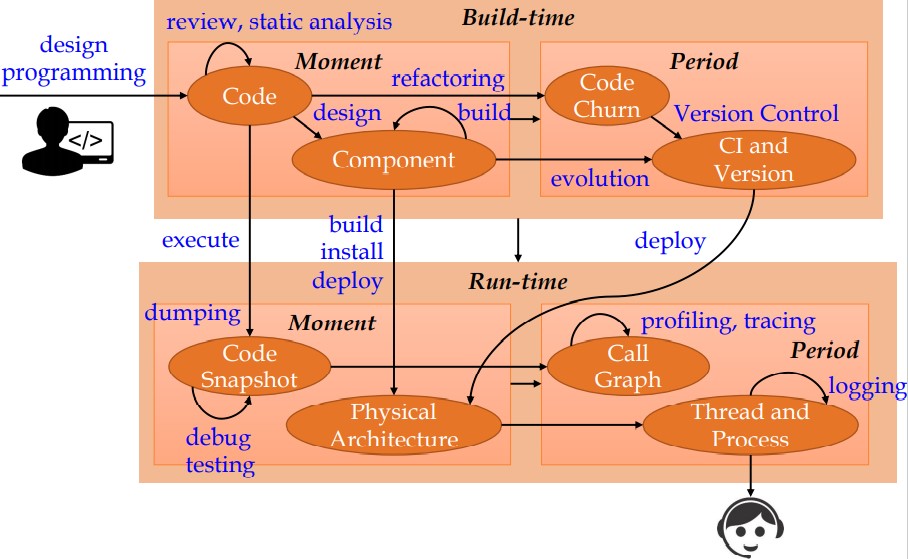 Build-time
review, static analysis
design
programming
</>
Moment
Period
Code
refactoring
Code
Churn
design
build
Version Control
Component
CI and
Version
evolution
execute
build
install
deploy
deploy
Run-time
dumping
Moment
profiling, tracing
Period
Code
Snapshot
Call
Graph
logging
Physical
Architecture
Thread and
Process
debug
testing